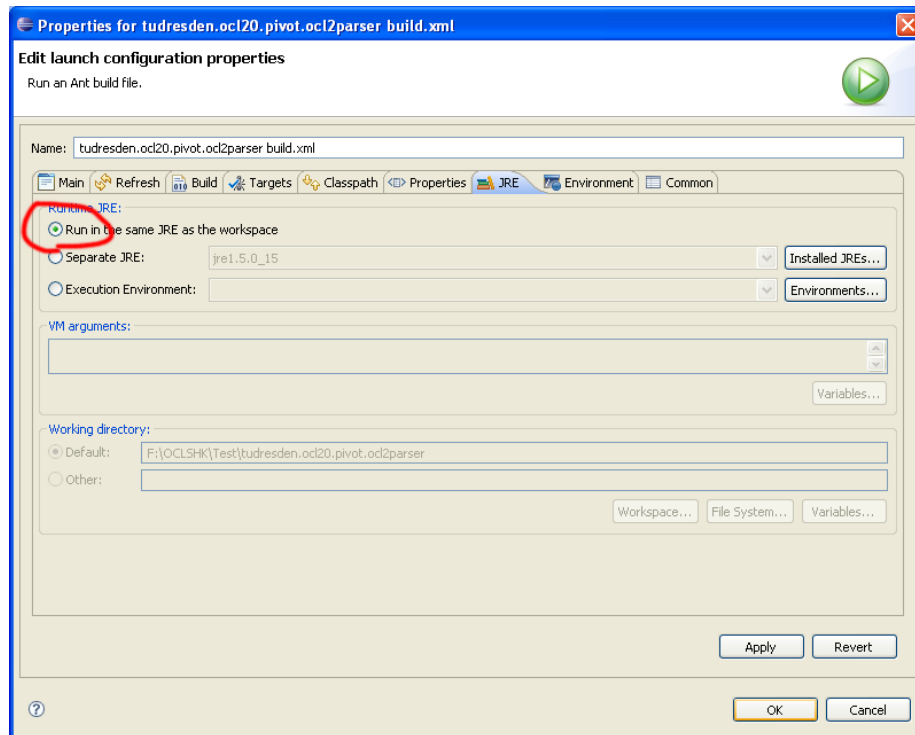 Properties for tudresden.ocl20.pivot.ocl2parser build.xml
Edit launch configuration properties
Run an Ant build file.
Name: tudresden.ocl20.pivot.ocl2parser build.xml
Main Refresh Build Targets Classpath Properties JRE Environment Common
Runtime JRE:
Run in the same JRE as the workspace
Separate JRE: jre1.5.0_15 Installed JREs...
Execution Environment: Environments...
VM arguments:
Variables...
Working directory:
Default: F:\OCLSHK\Test\tudresden.ocl20.pivot.ocl2parser
Other:
Workspace... File System... Variables...
Apply Revert
OK Cancel